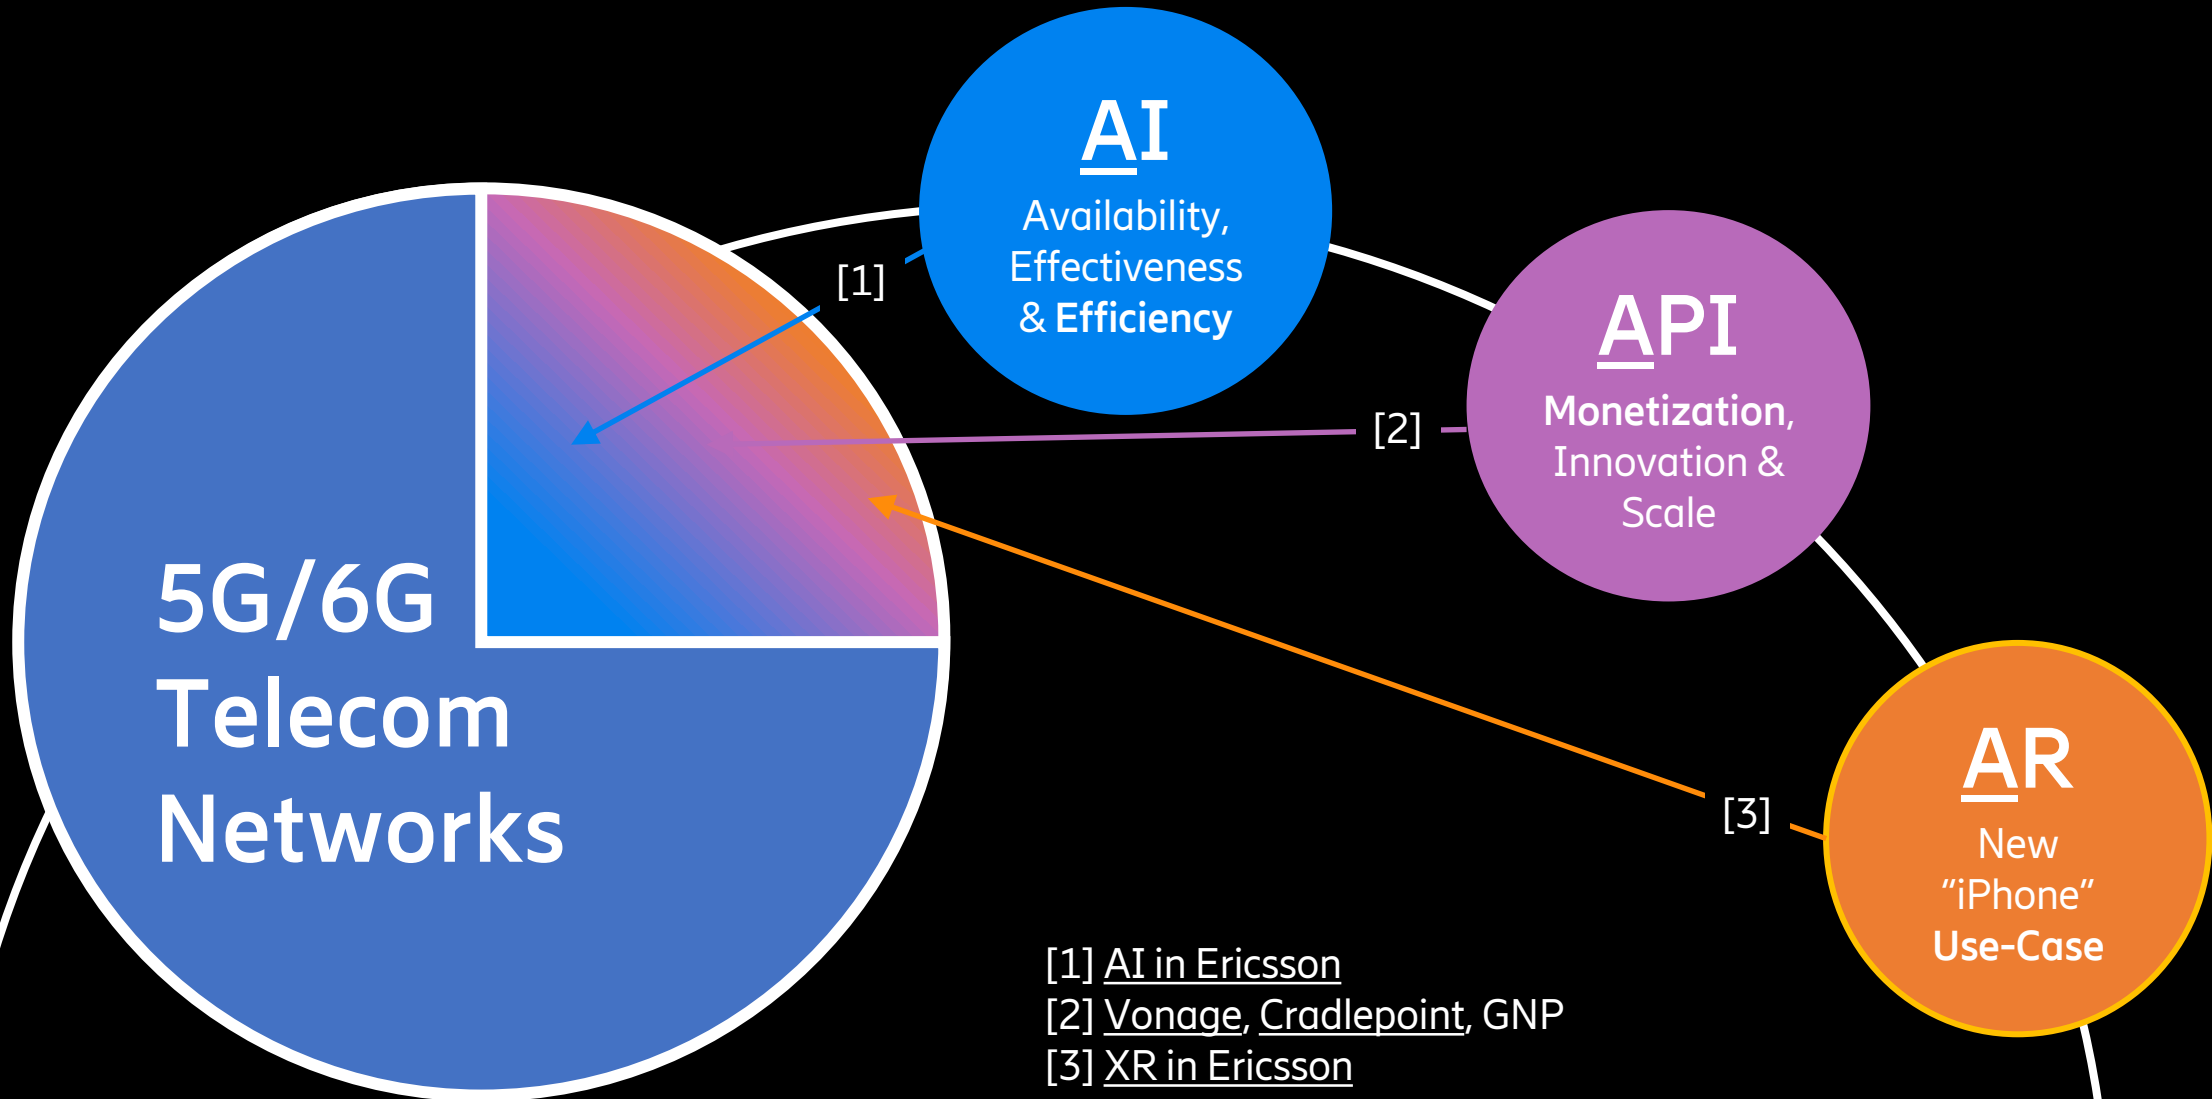 AI
Availability,
Effectiveness
& Efficiency
[1]
API
Monetization,
Innovation &
Scale
[2]
5G/6G
Telecom
Networks
AR
New
“iPhone”
Use-Case
[3]
[1] AI in Ericsson
[2] Vonage, Cradlepoint, GNP
[3] XR in Ericsson